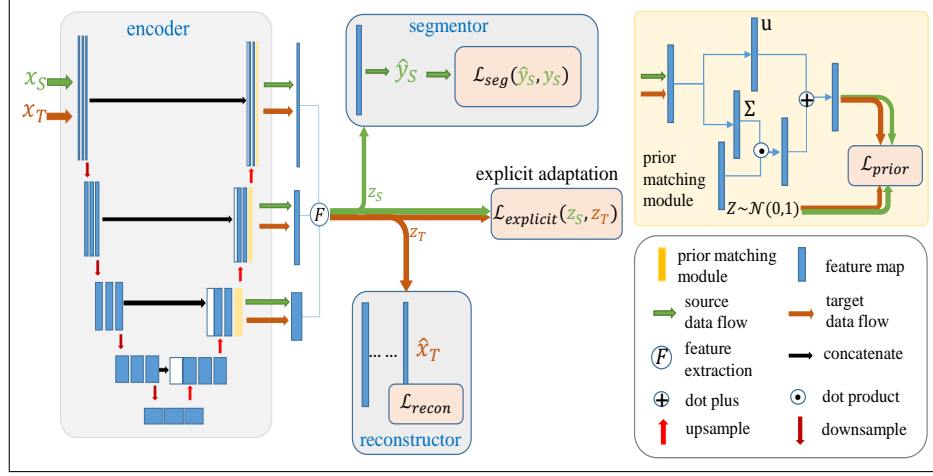 encoder
x_S
x_T
segmentor
ŷ_S
ℒ_seg(ŷ_S, y_S)
z_S
F
z_T
explicit adaptation
ℒ_explicit(z_S, z_T)
... ...
x̂_T
ℒ_recon
reconstructor
u
Σ
prior
matching
module
ℒ_prior
Z~𝒩(0,1)
prior matching
module
feature map
source
data flow
target
data flow
F
feature
extraction
concatenate
dot plus
dot product
upsample
downsample